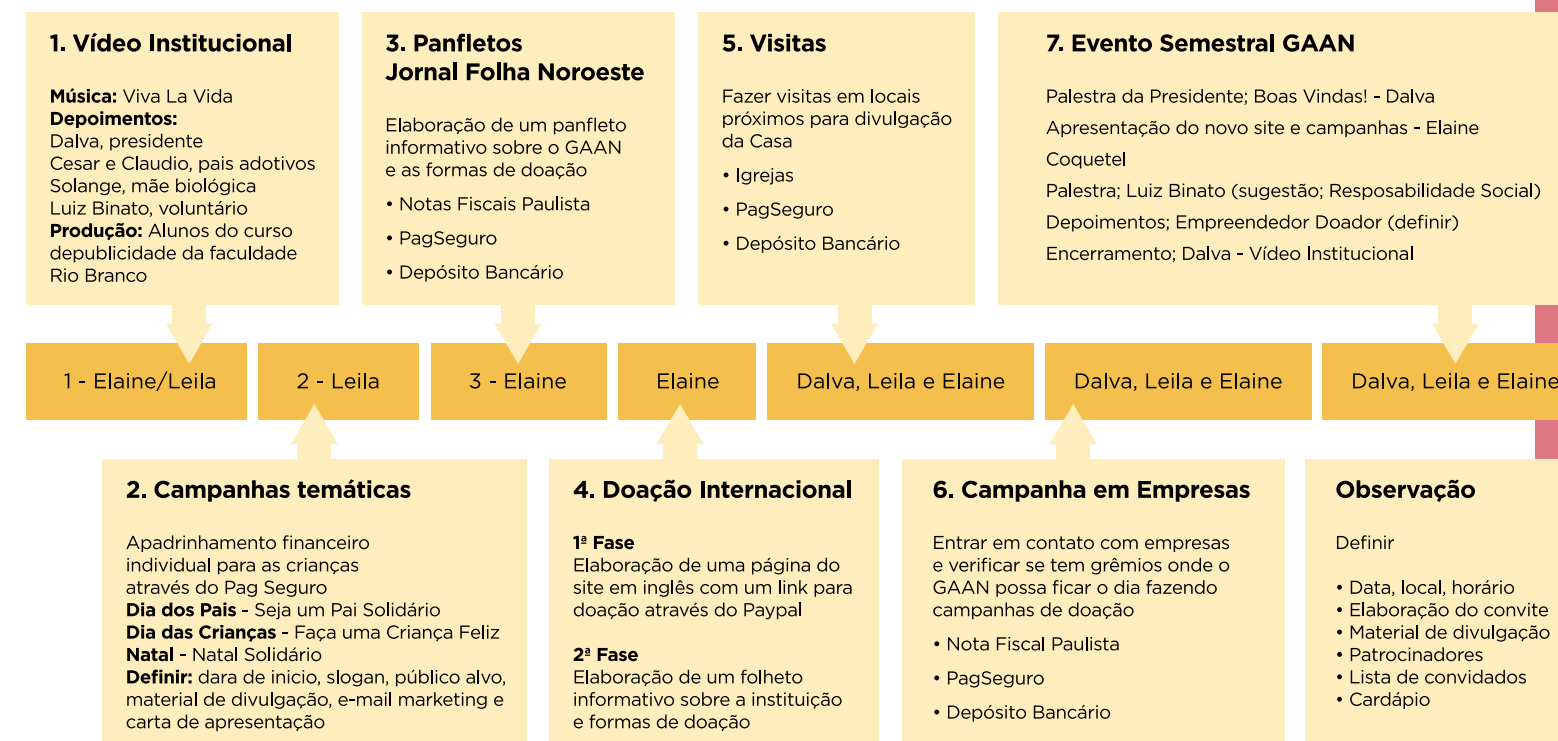 1. Vídeo Institucional
Música: Viva La Vida
Depoimentos:
Dalva, presidente
Cesar e Claudio, pais adotivos
Solange, mãe biológica
Luiz Binato, voluntário
Produção: Alunos do curso
depublicidade da faculdade
Rio Branco
3. Panfletos
Jornal Folha Noroeste
Elaboração de um panfleto
informativo sobre o GAAN
e as formas de doação
• Notas Fiscais Paulista
• PagSeguro
• Depósito Bancário
5. Visitas
Fazer visitas em locais
próximos para divulgação
da Casa
• Igrejas
• PagSeguro
• Depósito Bancário
7. Evento Semestral GAAN
Palestra da Presidente; Boas Vindas! - Dalva
Apresentação do novo site e campanhas - Elaine
Coquetel
Palestra; Luiz Binato (sugestão; Resposabilidade Social)
Depoimentos; Empreendedor Doador (definir)
Encerramento; Dalva - Vídeo Institucional
1 - Elaine/Leila
2 - Leila
3 - Elaine
Elaine
Dalva, Leila e Elaine
Dalva, Leila e Elaine
Dalva, Leila e Elaine
2. Campanhas temáticas
Apadrinhamento financeiro
individual para as crianças
através do Pag Seguro
Dia dos Pais - Seja um Pai Solidário
Dia das Crianças - Faça uma Criança Feliz
Natal - Natal Solidário
Definir: dara de inicio, slogan, público alvo,
material de divulgação, e-mail marketing e
carta de apresentação
4. Doação Internacional
1ª Fase
Elaboração de uma página do
site em inglês com um link para
doação através do Paypal
2ª Fase
Elaboração de um folheto
informativo sobre a instituição
e formas de doação
6. Campanha em Empresas
Entrar em contato com empresas
e verificar se tem grêmios onde o
GAAN possa ficar o dia fazendo
campanhas de doação
• Nota Fiscal Paulista
• PagSeguro
• Depósito Bancário
Observação
Definir
• Data, local, horário
• Elaboração do convite
• Material de divulgação
• Patrocinadores
• Lista de convidados
• Cardápio